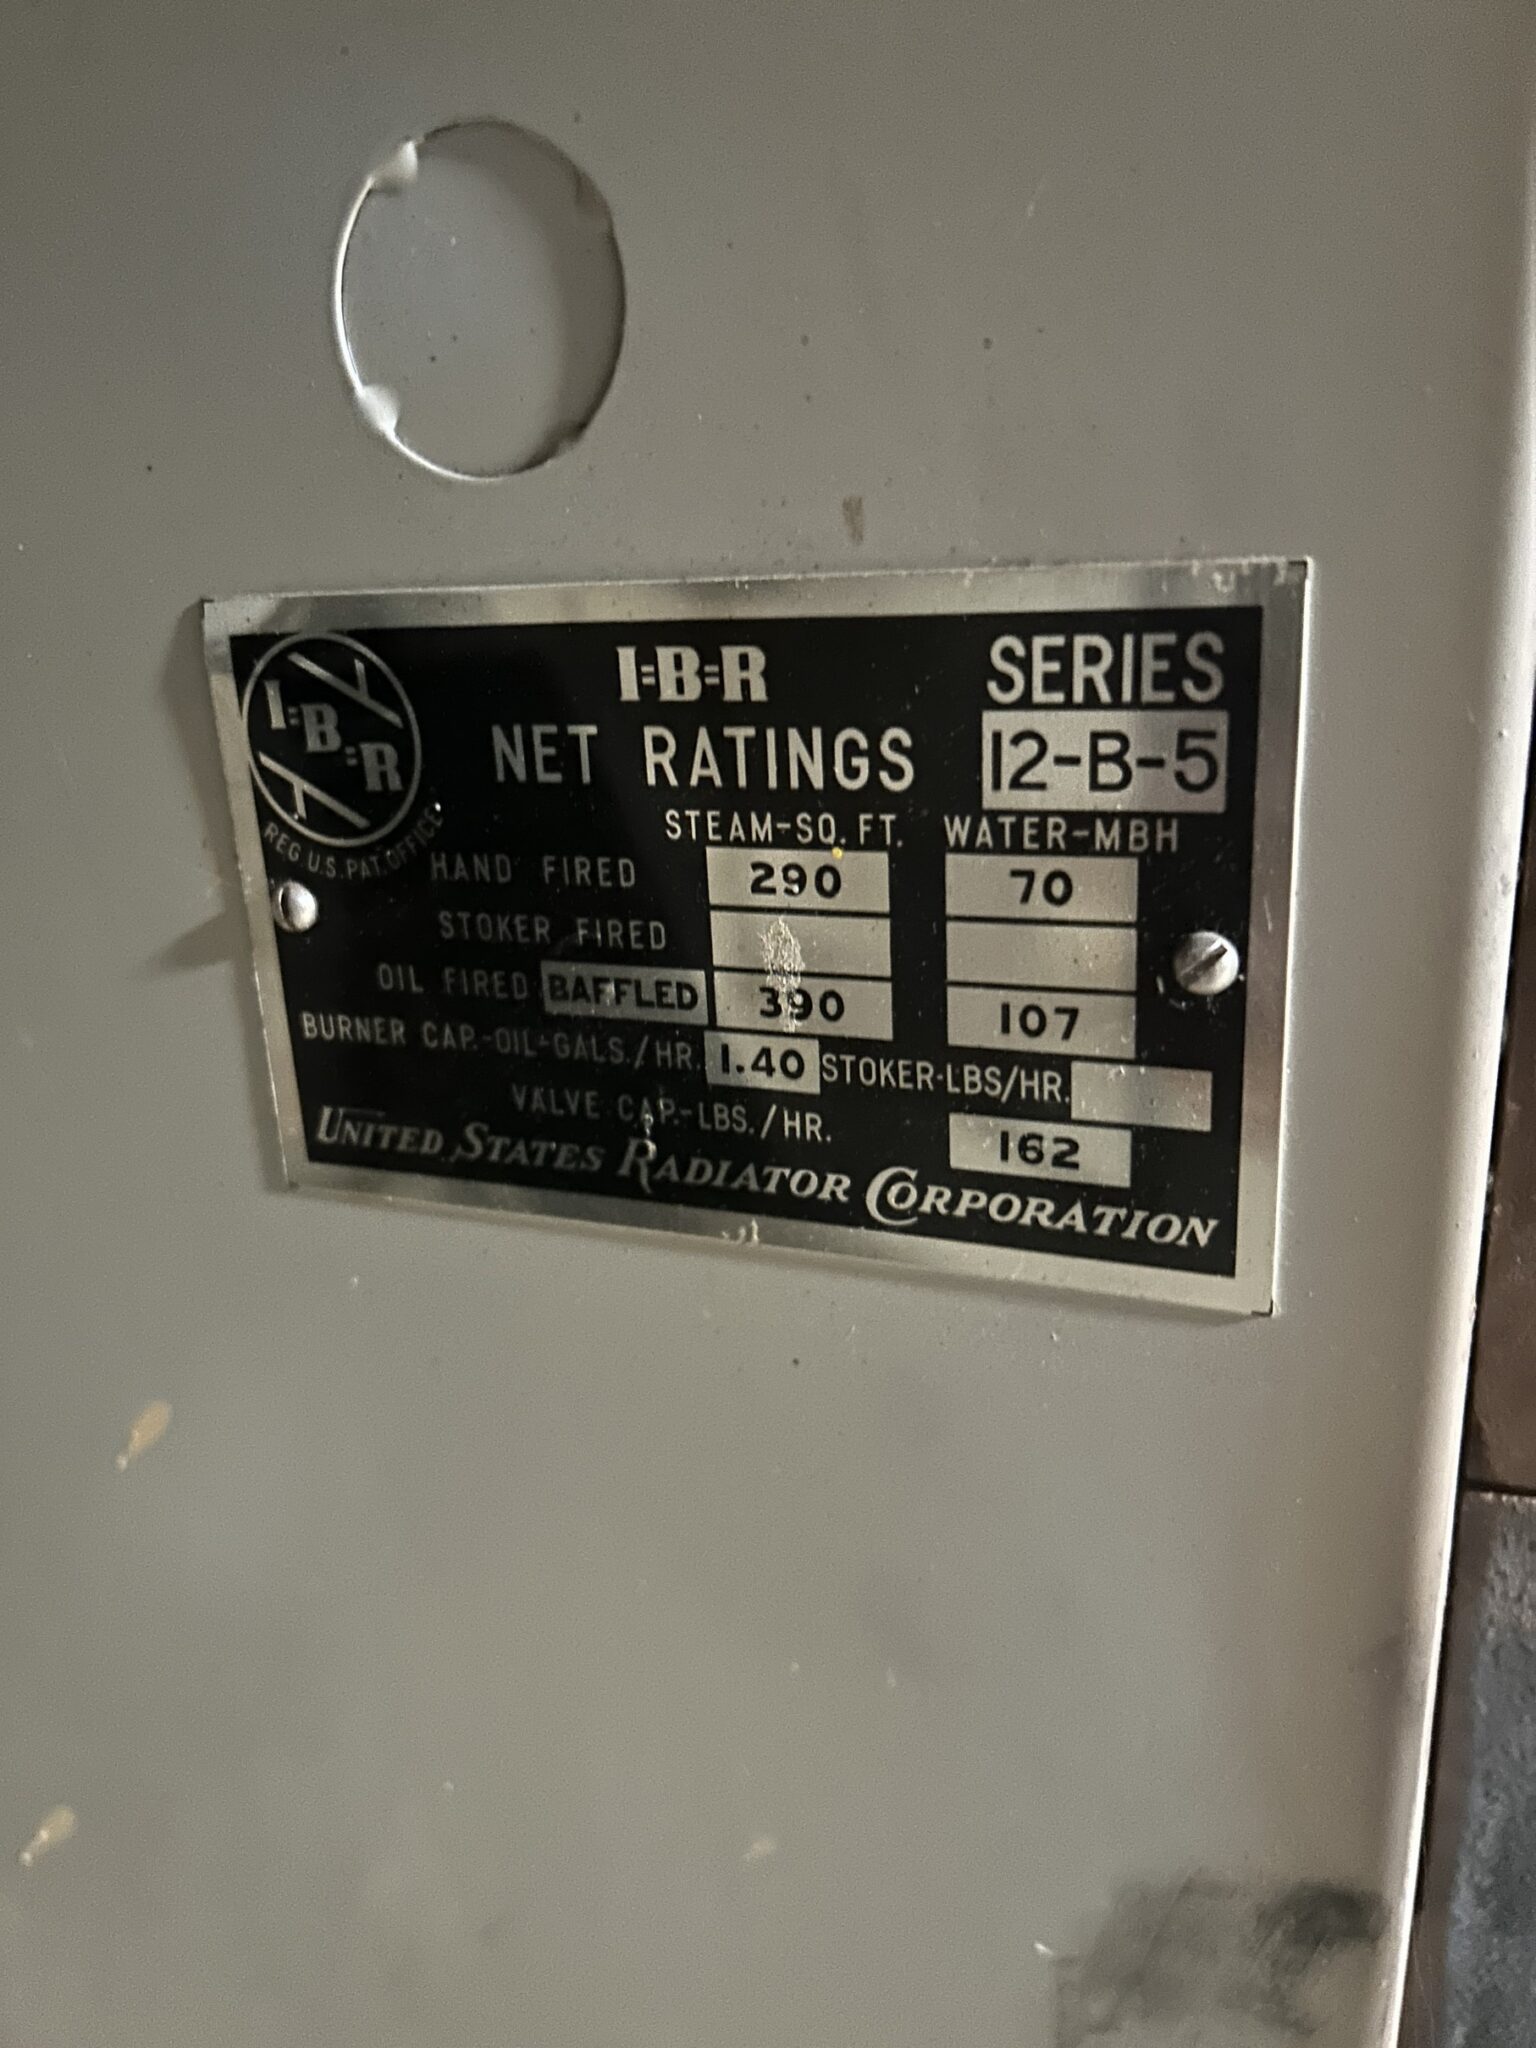 I=B=R
REG. U.S. PAT. OFFICE
I=B=R SERIES
NET RATINGS 12-B-5
STEAM-SQ. FT. WATER-MBH
HAND FIRED 290 70
STOKER FIRED
OIL FIRED BAFFLED 390 107
BURNER CAP.-OIL-GALS./HR. 1.40 STOKER-LBS/HR.
VALVE CAP.-LBS./HR. 162
UNITED STATES RADIATOR CORPORATION